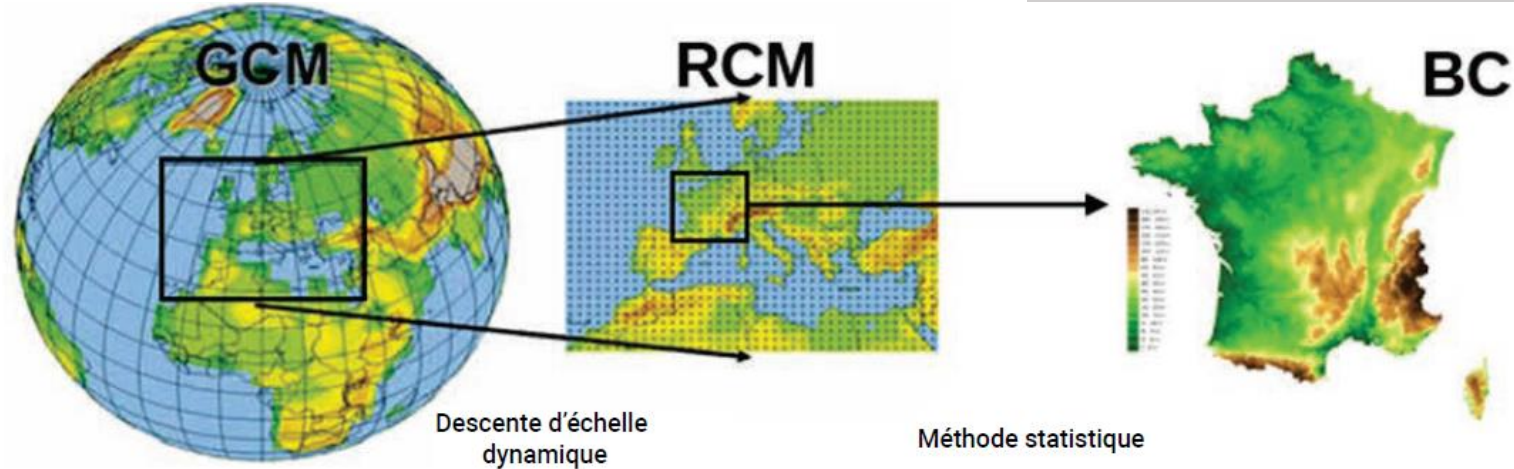 GCM
RCM
BC
Descente d’échelle
dynamique
Méthode statistique